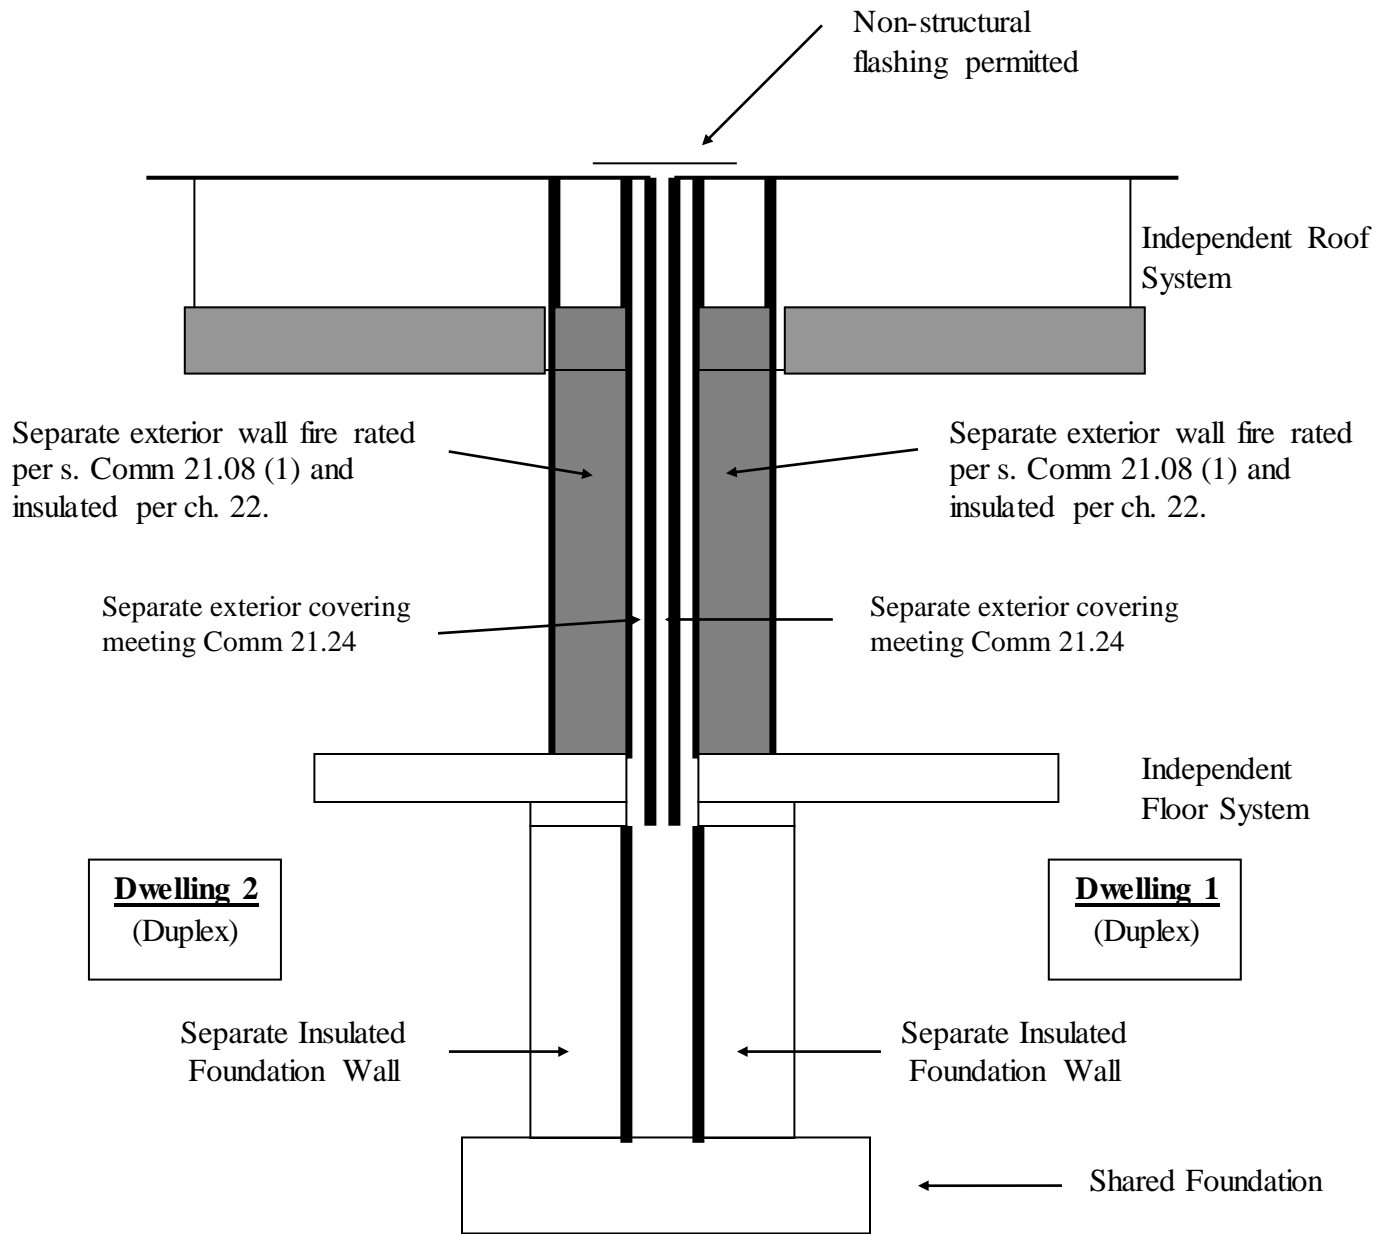 Non-structural
flashing permitted
Independent Roof
System
Separate exterior wall fire rated
per s. Comm 21.08 (1) and
insulated per ch. 22.
Separate exterior wall fire rated
per s. Comm 21.08 (1) and
insulated per ch. 22.
Separate exterior covering
meeting Comm 21.24
Separate exterior covering
meeting Comm 21.24
Independent
Floor System
Dwelling 2
(Duplex)
Dwelling 1
(Duplex)
Separate Insulated
Foundation Wall
Separate Insulated
Foundation Wall
Shared Foundation